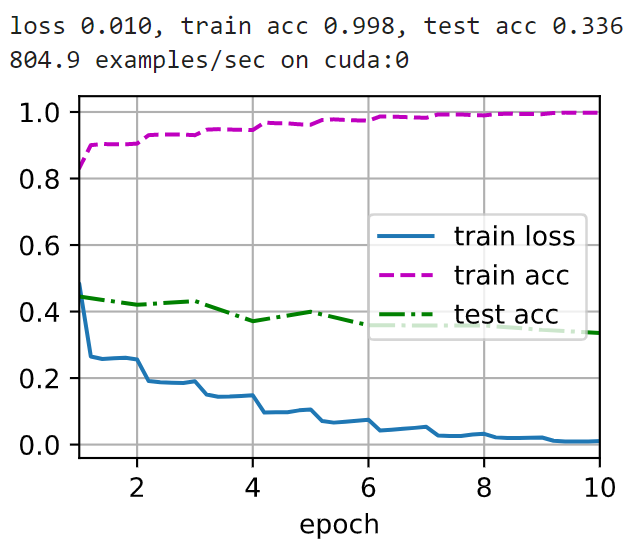 loss 0.010, train acc 0.998, test acc 0.336
804.9 examples/sec on cuda:0
1.0
0.8
0.6
0.4
0.2
0.0
train loss
train acc
test acc
2 4 6 8 10
epoch